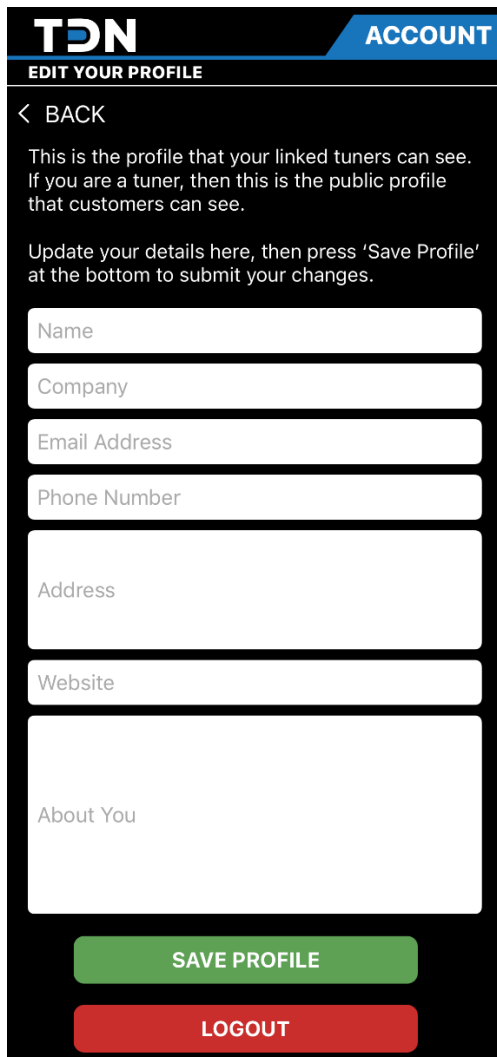 TDN
ACCOUNT
EDIT YOUR PROFILE
BACK
This is the profile that your linked tuners can see.
If you are a tuner, then this is the public profile
that customers can see.
Update your details here, then press ‘Save Profile’
at the bottom to submit your changes.
Name
Company
Email Address
Phone Number
Address
Website
About You
SAVE PROFILE
LOGOUT